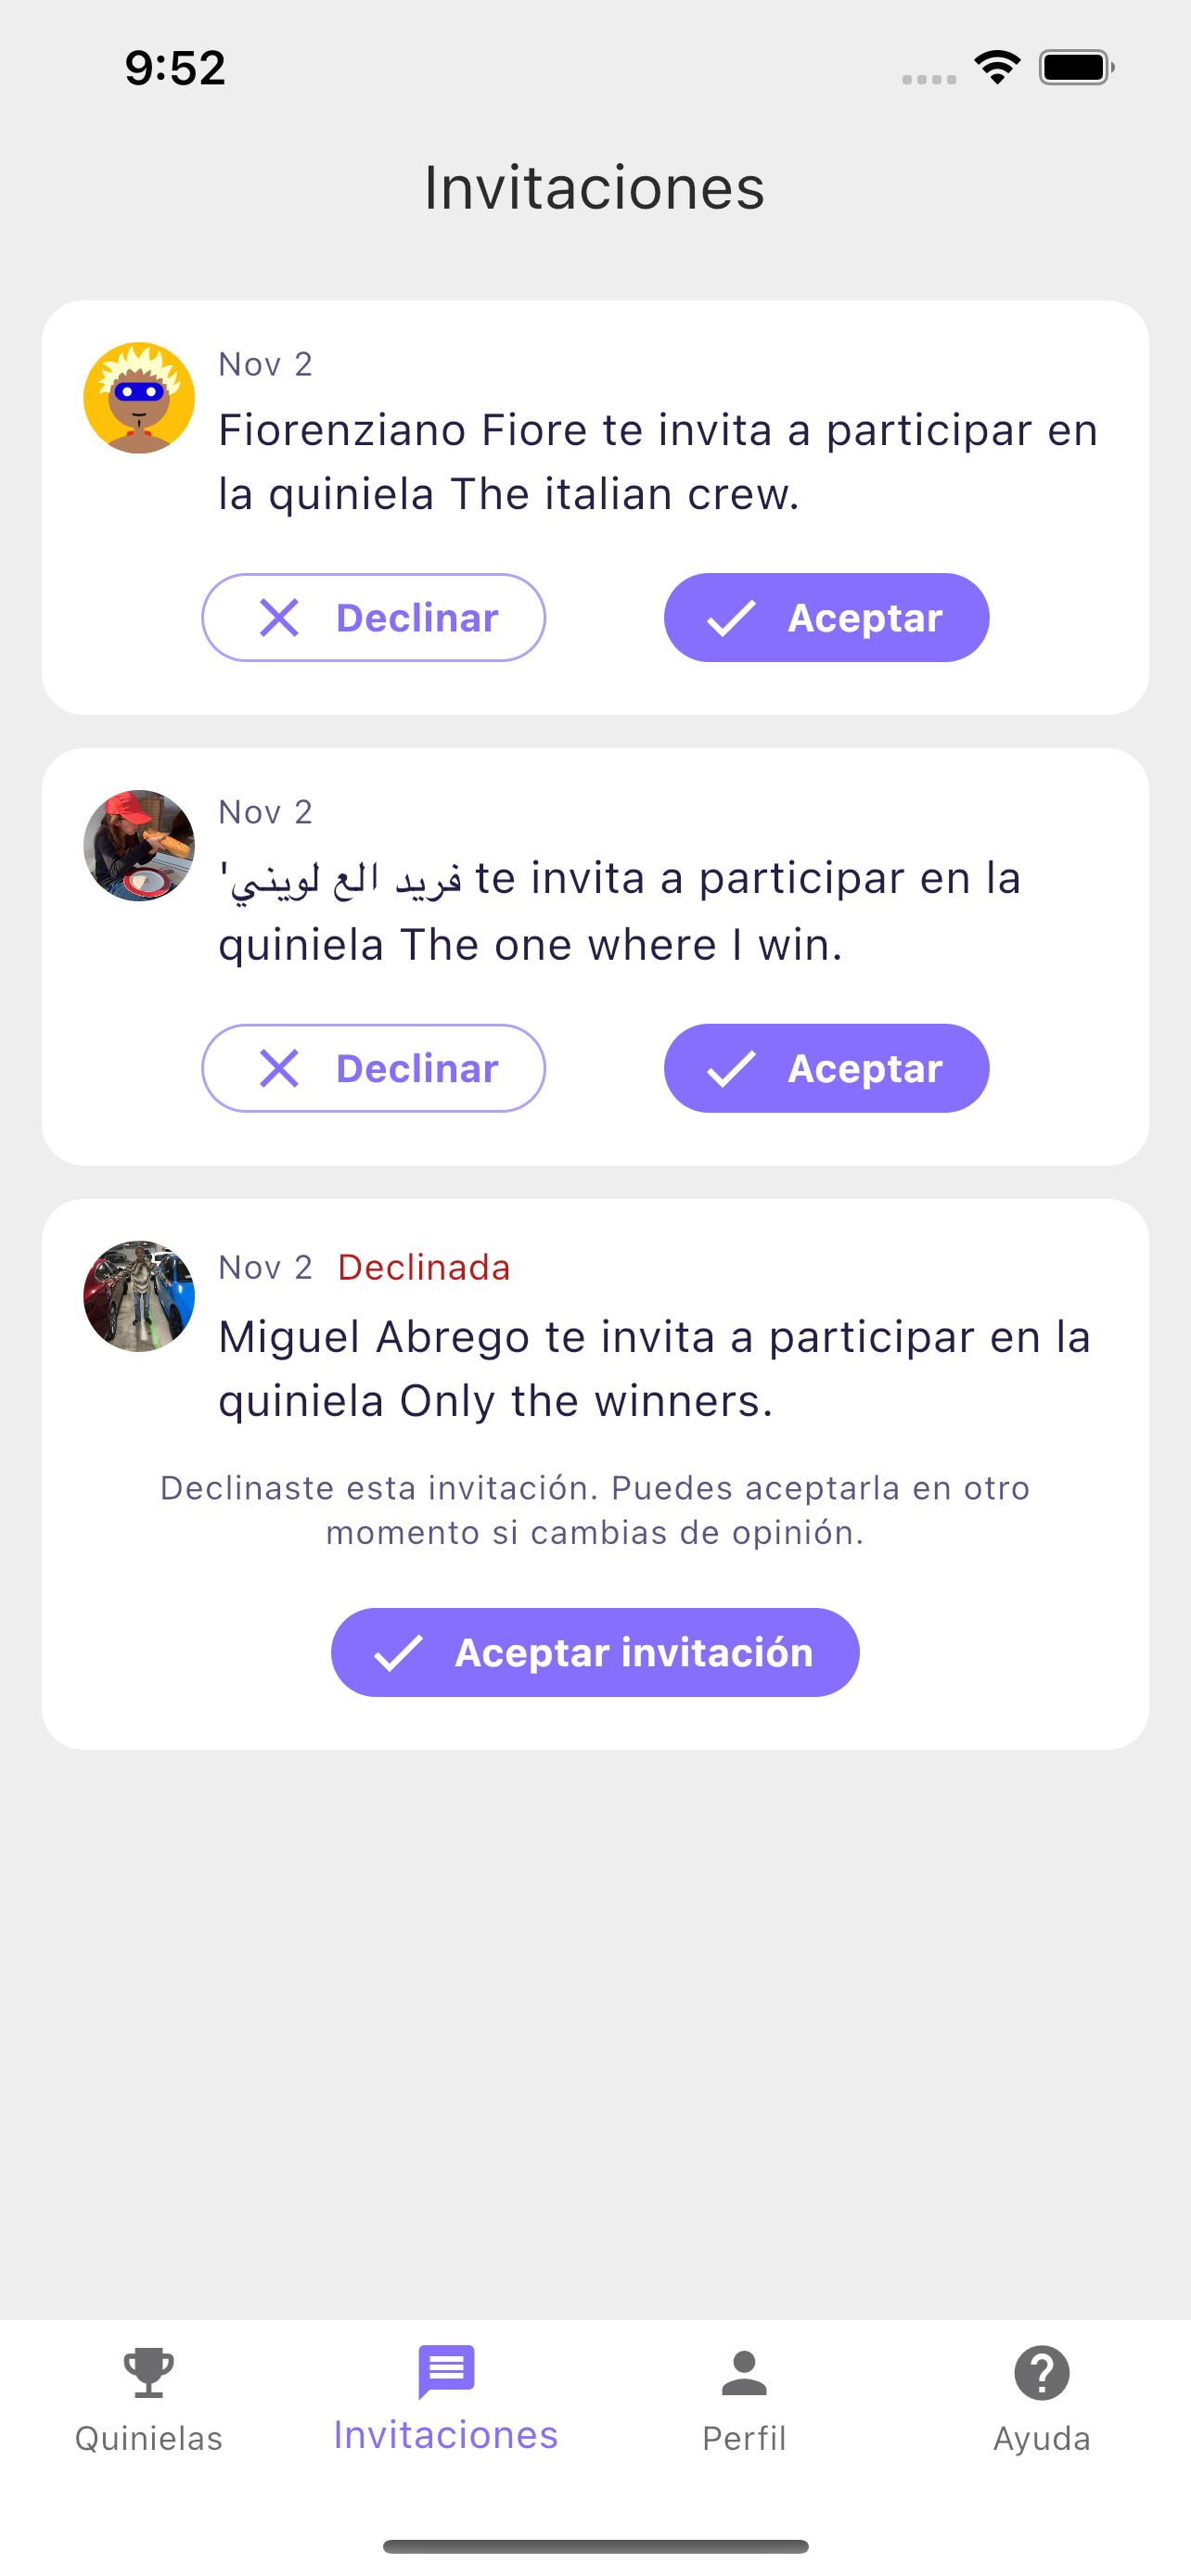 9:52
Invitaciones
Nov 2
Fiorenziano Fiore te invita a participar en
la quiniela The italian crew.
Declinar
Aceptar
Nov 2
'فريد الع لويني te invita a participar en la
quiniela The one where I win.
Declinar
Aceptar
Nov 2 Declinada
Miguel Abrego te invita a participar en la
quiniela Only the winners.
Declinaste esta invitación. Puedes aceptarla en otro
momento si cambias de opinión.
Aceptar invitación
Quinielas
Invitaciones
Perfil
Ayuda